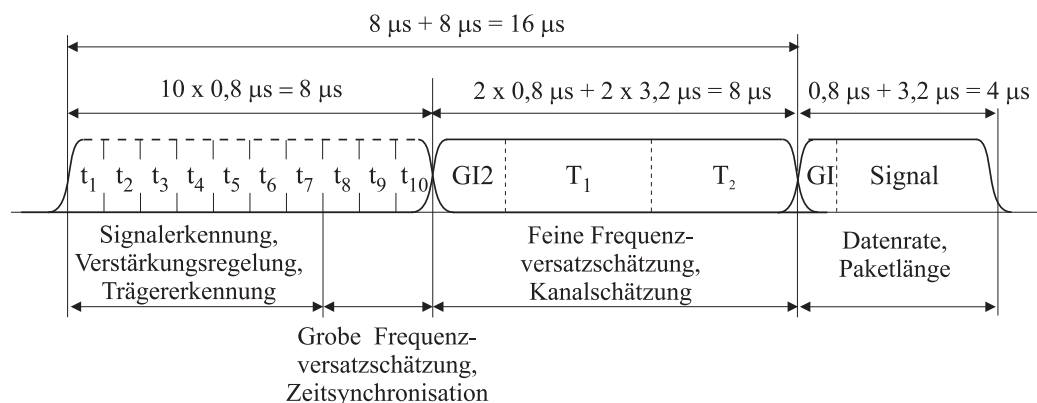 8 μs + 8 μs = 16 μs
10 x 0,8 μs = 8 μs
2 x 0,8 μs + 2 x 3,2 μs = 8 μs
0,8 μs + 3,2 μs = 4 μs
t1 t2 t3 t4 t5 t6 t7 t8 t9 t10 GI2 T1 T2 GI Signal
Signalerkennung,
Verstärkungsregelung,
Trägererkennung
Grobe Frequenz-
versatzschätzung,
Zeitsynchronisation
Feine Frequenz-
versatzschätzung,
Kanalschätzung
Datenrate,
Paketlänge